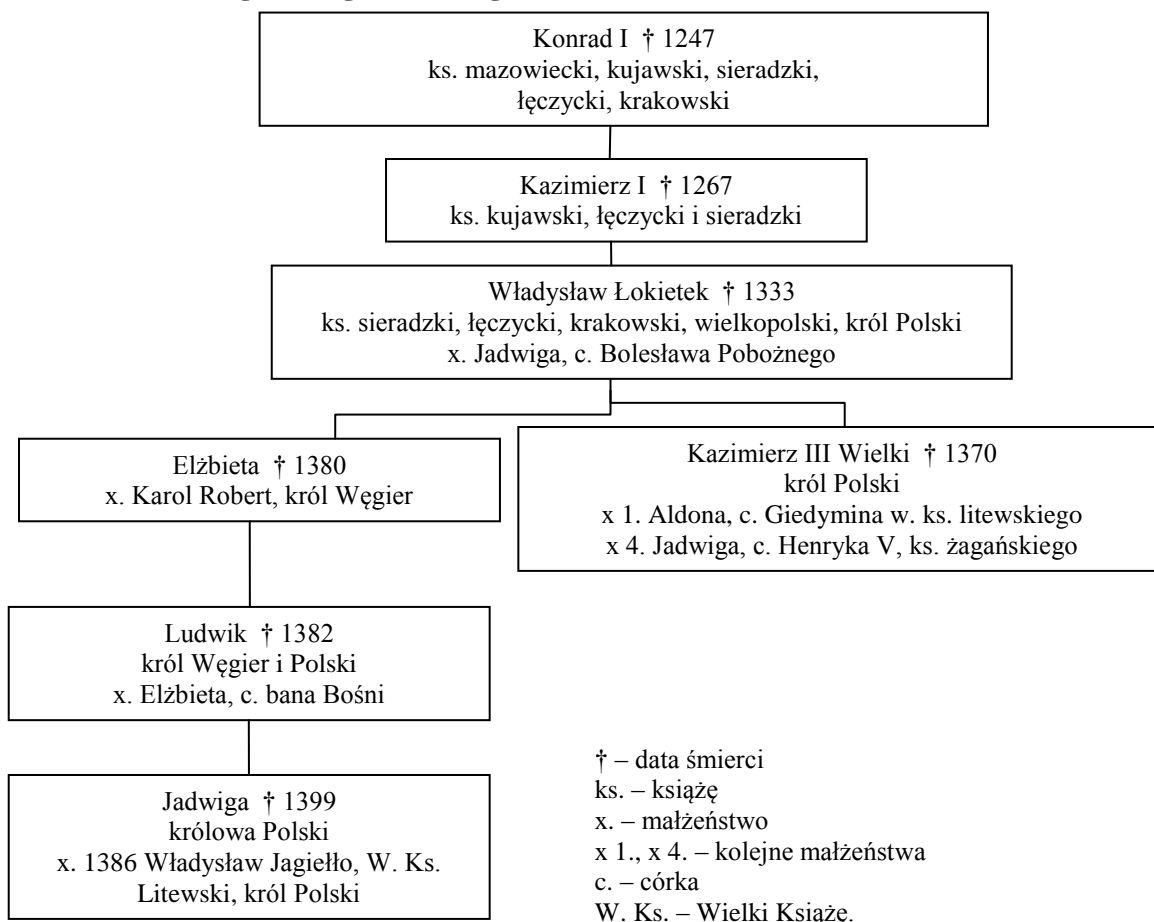 Konrad I † 1247
ks. mazowiecki, kujawski, sieradzki,
łęczycki, krakowski
Kazimierz I † 1267
ks. kujawski, łęczycki i sieradzki
Władysław Łokietek † 1333
ks. sieradzki, łęczycki, krakowski, wielkopolski, król Polski
x. Jadwiga, c. Bolesława Pobożnego
Elżbieta † 1380
x. Karol Robert, król Węgier
Kazimierz III Wielki † 1370
król Polski
x 1. Aldona, c. Giedymina w. ks. litewskiego
x 4. Jadwiga, c. Henryka V, ks. żagańskiego
Ludwik † 1382
król Węgier i Polski
x. Elżbieta, c. bana Bośni
Jadwiga † 1399
królowa Polski
x. 1386 Władysław Jagiełło, W. Ks.
Litewski, król Polski
† – data śmierci
ks. – książę
x. – małżeństwo
x 1., x 4. – kolejne małżeństwa
c. – córka
W. Ks. – Wielki Książę.